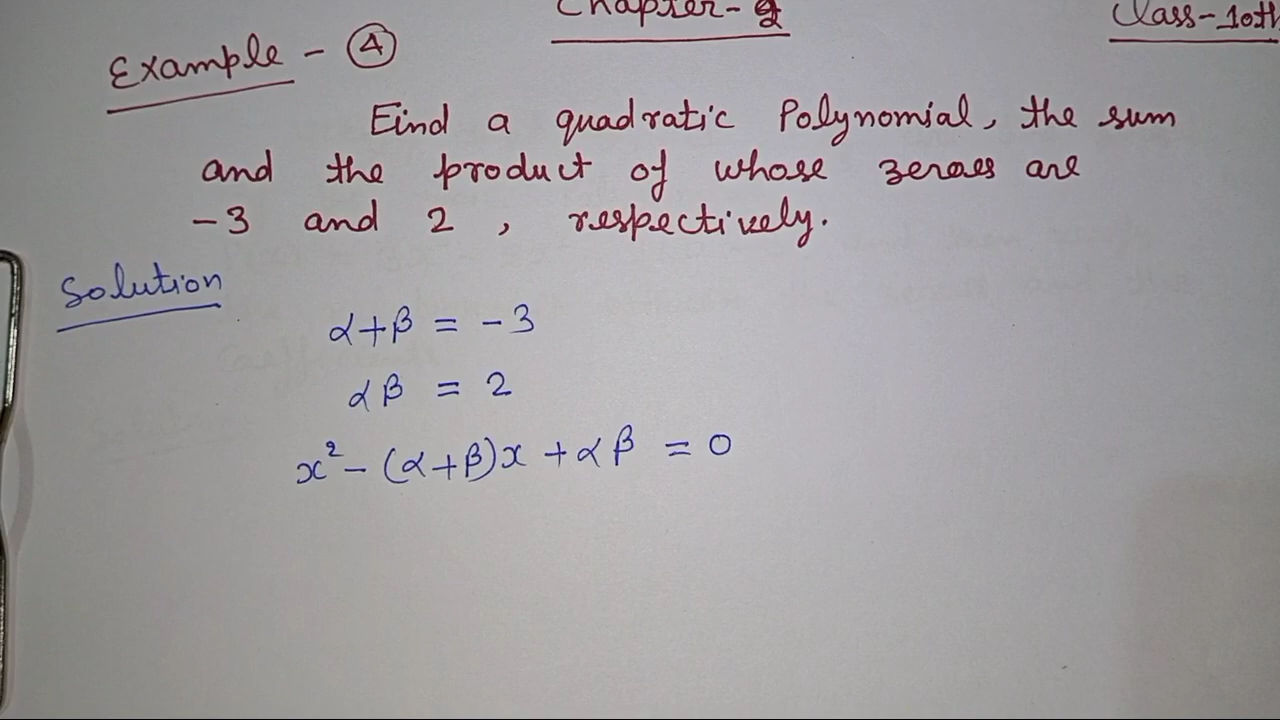 Chapter-2
Class-10th
Example - ④
Find a quadratic Polynomial, the sum
and the product of whose zeroes are
-3 and 2 , respectively.
Solution
α+β = -3
αβ = 2
x² - (α+β)x + αβ = 0